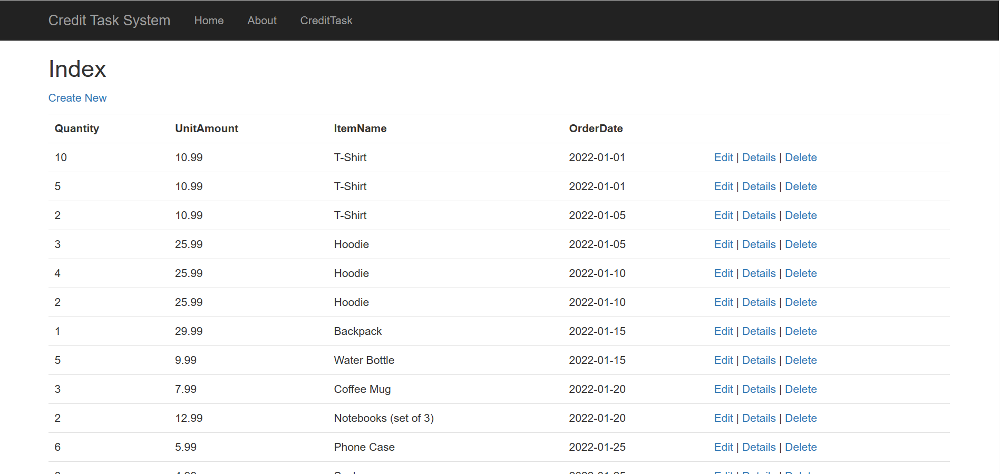 Credit Task System Home About CreditTask
Index
Create New
Quantity UnitAmount ItemName OrderDate
10 10.99 T-Shirt 2022-01-01 Edit | Details | Delete
5 10.99 T-Shirt 2022-01-01 Edit | Details | Delete
2 10.99 T-Shirt 2022-01-05 Edit | Details | Delete
3 25.99 Hoodie 2022-01-05 Edit | Details | Delete
4 25.99 Hoodie 2022-01-10 Edit | Details | Delete
2 25.99 Hoodie 2022-01-10 Edit | Details | Delete
1 29.99 Backpack 2022-01-15 Edit | Details | Delete
5 9.99 Water Bottle 2022-01-15 Edit | Details | Delete
3 7.99 Coffee Mug 2022-01-20 Edit | Details | Delete
2 12.99 Notebooks (set of 3) 2022-01-20 Edit | Details | Delete
6 5.99 Phone Case 2022-01-25 Edit | Details | Delete